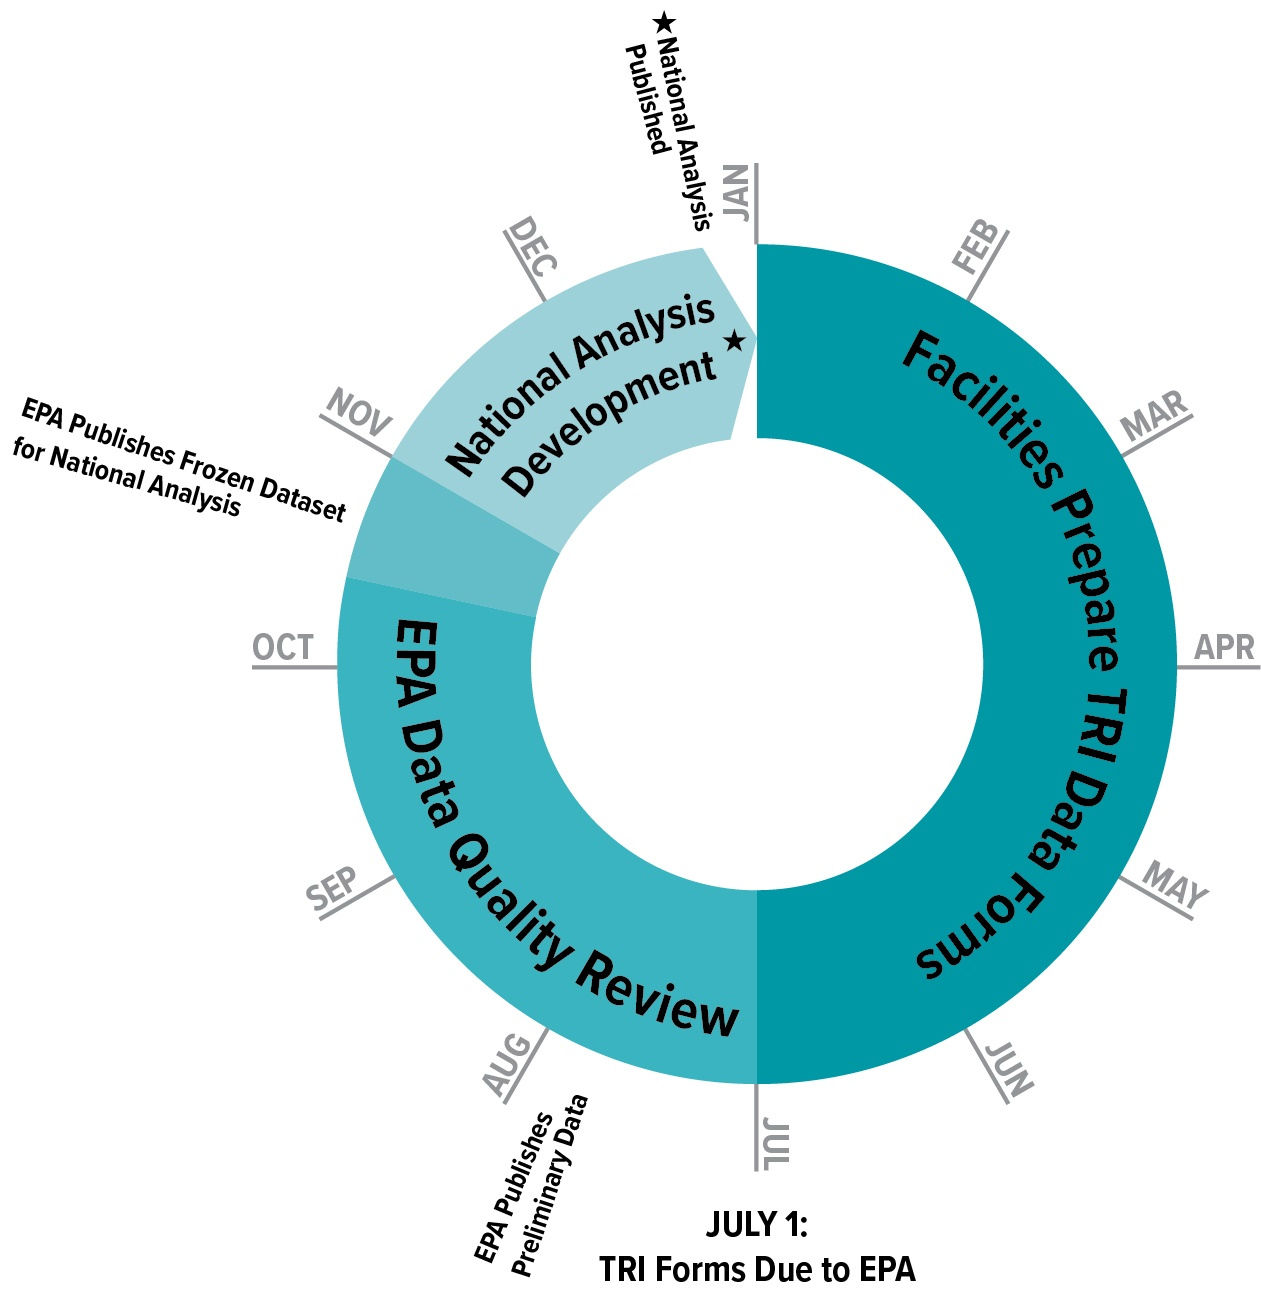 ★National Analysis
Published
JAN
FEB
MAR
APR
MAY
JUN
JUL
AUG
SEP
OCT
NOV
DEC
Facilities Prepare TRI Data Forms
EPA Data Quality Review
National Analysis
Development ★
EPA Publishes Frozen Dataset
for National Analysis
EPA Publishes
Preliminary Data
JULY 1:
TRI Forms Due to EPA